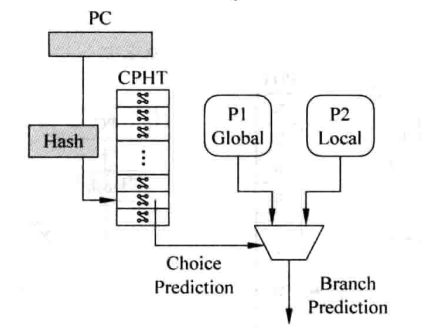 PC
CPHT
Hash
...
P1
Global
P2
Local
Choice
Prediction
Branch
Prediction